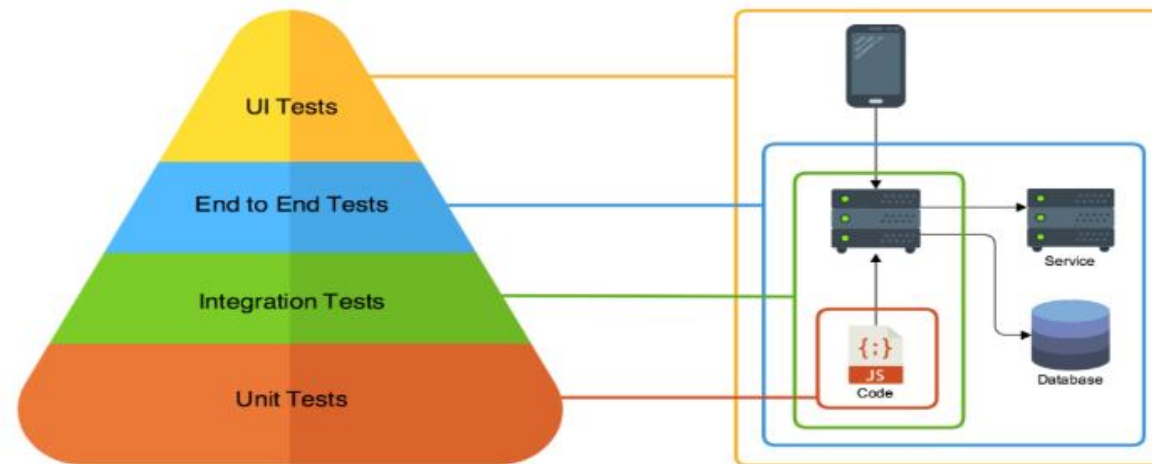 UI Tests
End to End Tests
Integration Tests
Unit Tests
Service
{:}
JS
Code
Database